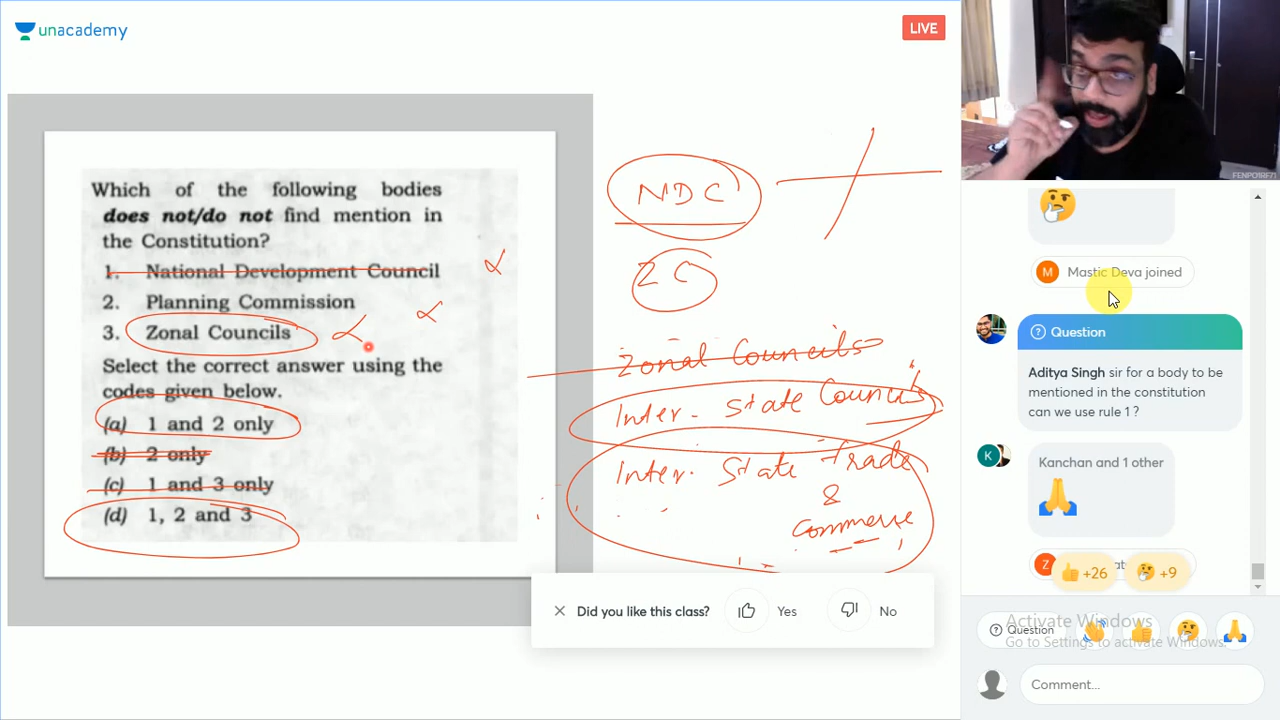 unacademy
LIVE
Which of the following bodies
does not/do not find mention in
the Constitution?
1. National Development Council
2. Planning Commission
3. Zonal Councils
Select the correct answer using the
codes given below.
(a) 1 and 2 only
(b) 2 only
(c) 1 and 3 only
(d) 1, 2 and 3
NDC
ZC
Zonal Councils
Inter-State Councils
Inter-State Trade
&
Commerse
Did you like this class?
Yes
No
FENPO1RF71
M Mastic Deva joined
Question
Aditya Singh sir for a body to be
mentioned in the constitution
can we use rule 1 ?
K
Kanchan and 1 other
Z
+26
+9
Activate Windows
Question
Go to Settings to activate Windows.
Comment...